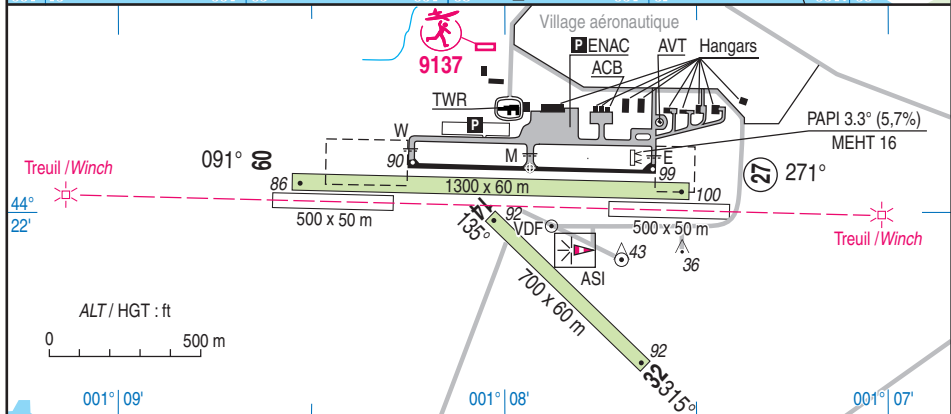 Village aéronautique
9137
P ENAC
AVT
Hangars
ACB
TWR
P
PAPI 3.3° (5,7%)
MEHT 16
W
M
E
90
99
091°
09
27
271°
Treuil / Winch
86
1300 x 60 m
100
44°
22'
500 x 50 m
14
92
135°
VDF
500 x 50 m
43
36
Treuil / Winch
ASI
700 x 60 m
ALT / HGT : ft
0
500 m
92
32
315°
001° 09'
001° 08'
001° 07'